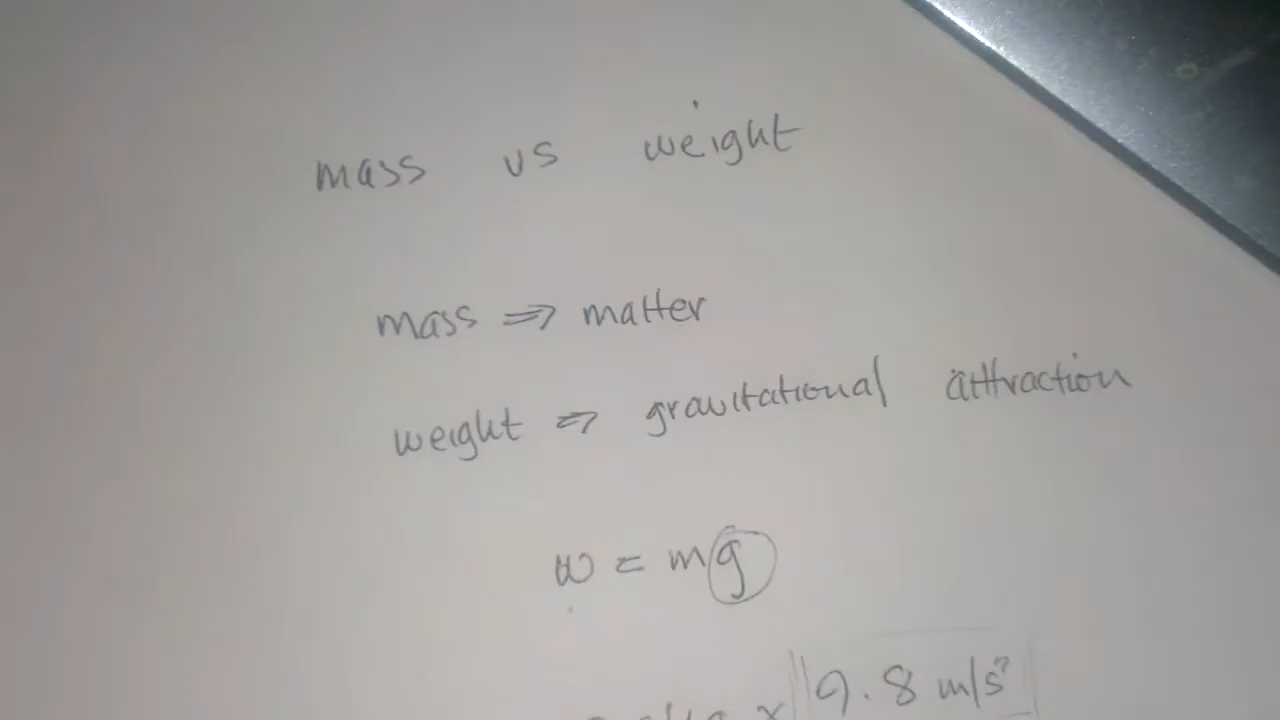 mass vs weight
mass ⇒ matter
weight ⇒ gravitational attraction
w = mg
x 9.8 m/s²